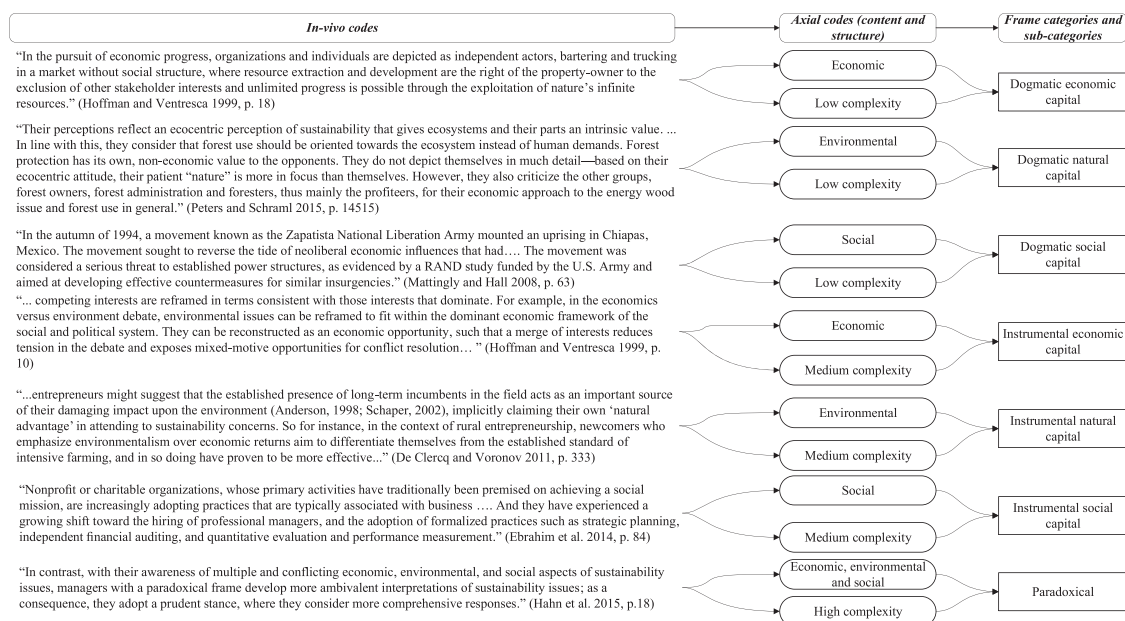 In-vivo codes
Axial codes (content and
structure)
Frame categories and
sub-categories
“In the pursuit of economic progress, organizations and individuals are depicted as independent actors, bartering and trucking
in a market without social structure, where resource extraction and development are the right of the property-owner to the
exclusion of other stakeholder interests and unlimited progress is possible through the exploitation of nature’s infinite
resources.” (Hoffman and Ventresca 1999, p. 18)
Economic
Low complexity
Dogmatic economic
capital
“Their perceptions reflect an ecocentric perception of sustainability that gives ecosystems and their parts an intrinsic value. ...
In line with this, they consider that forest use should be oriented towards the ecosystem instead of human demands. Forest
protection has its own, non-economic value to the opponents. They do not depict themselves in much detail—based on their
ecocentric attitude, their patient “nature” is more in focus than themselves. However, they also criticize the other groups,
forest owners, forest administration and foresters, thus mainly the profiteers, for their economic approach to the energy wood
issue and forest use in general.” (Peters and Schraml 2015, p. 14515)
Environmental
Low complexity
Dogmatic natural
capital
“In the autumn of 1994, a movement known as the Zapatista National Liberation Army mounted an uprising in Chiapas,
Mexico. The movement sought to reverse the tide of neoliberal economic influences that had…. The movement was
considered a serious threat to established power structures, as evidenced by a RAND study funded by the U.S. Army and
aimed at developing effective countermeasures for similar insurgencies.” (Mattingly and Hall 2008, p. 63)
Social
Low complexity
Dogmatic social
capital
“... competing interests are reframed in terms consistent with those interests that dominate. For example, in the economics
versus environment debate, environmental issues can be reframed to fit within the dominant economic framework of the
social and political system. They can be reconstructed as an economic opportunity, such that a merge of interests reduces
tension in the debate and exposes mixed-motive opportunities for conflict resolution… ” (Hoffman and Ventresca 1999, p.
10)
Economic
Medium complexity
Instrumental economic
capital
“...entrepreneurs might suggest that the established presence of long-term incumbents in the field acts as an important source
of their damaging impact upon the environment (Anderson, 1998; Schaper, 2002), implicitly claiming their own ‘natural
advantage’ in attending to sustainability concerns. So for instance, in the context of rural entrepreneurship, newcomers who
emphasize environmentalism over economic returns aim to differentiate themselves from the established standard of
intensive farming, and in so doing have proven to be more effective...” (De Clercq and Voronov 2011, p. 333)
Environmental
Medium complexity
Instrumental natural
capital
“Nonprofit or charitable organizations, whose primary activities have traditionally been premised on achieving a social
mission, are increasingly adopting practices that are typically associated with business …. And they have experienced a
growing shift toward the hiring of professional managers, and the adoption of formalized practices such as strategic planning,
independent financial auditing, and quantitative evaluation and performance measurement.” (Ebrahim et al. 2014, p. 84)
Social
Medium complexity
Instrumental social
capital
“In contrast, with their awareness of multiple and conflicting economic, environmental, and social aspects of sustainability
issues, managers with a paradoxical frame develop more ambivalent interpretations of sustainability issues; as a
consequence, they adopt a prudent stance, where they consider more comprehensive responses.” (Hahn et al. 2015, p.18)
Economic, environmental
and social
High complexity
Paradoxical